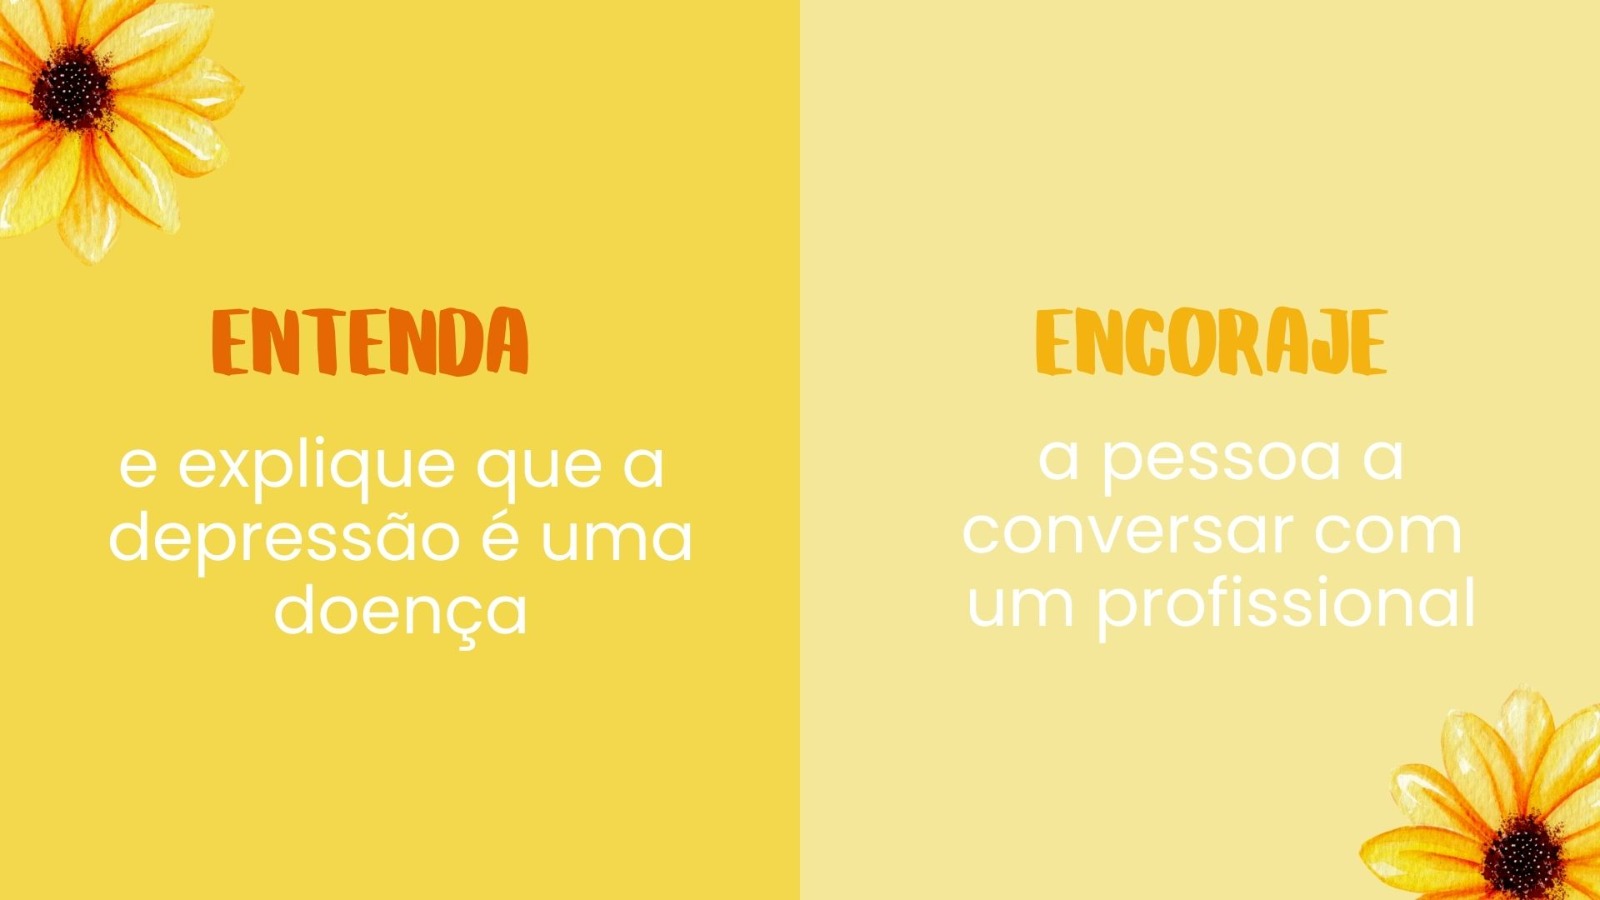 ENTENDA
e explique que a
depressão é uma
doença
ENCORAJE
a pessoa a
conversar com
um profissional